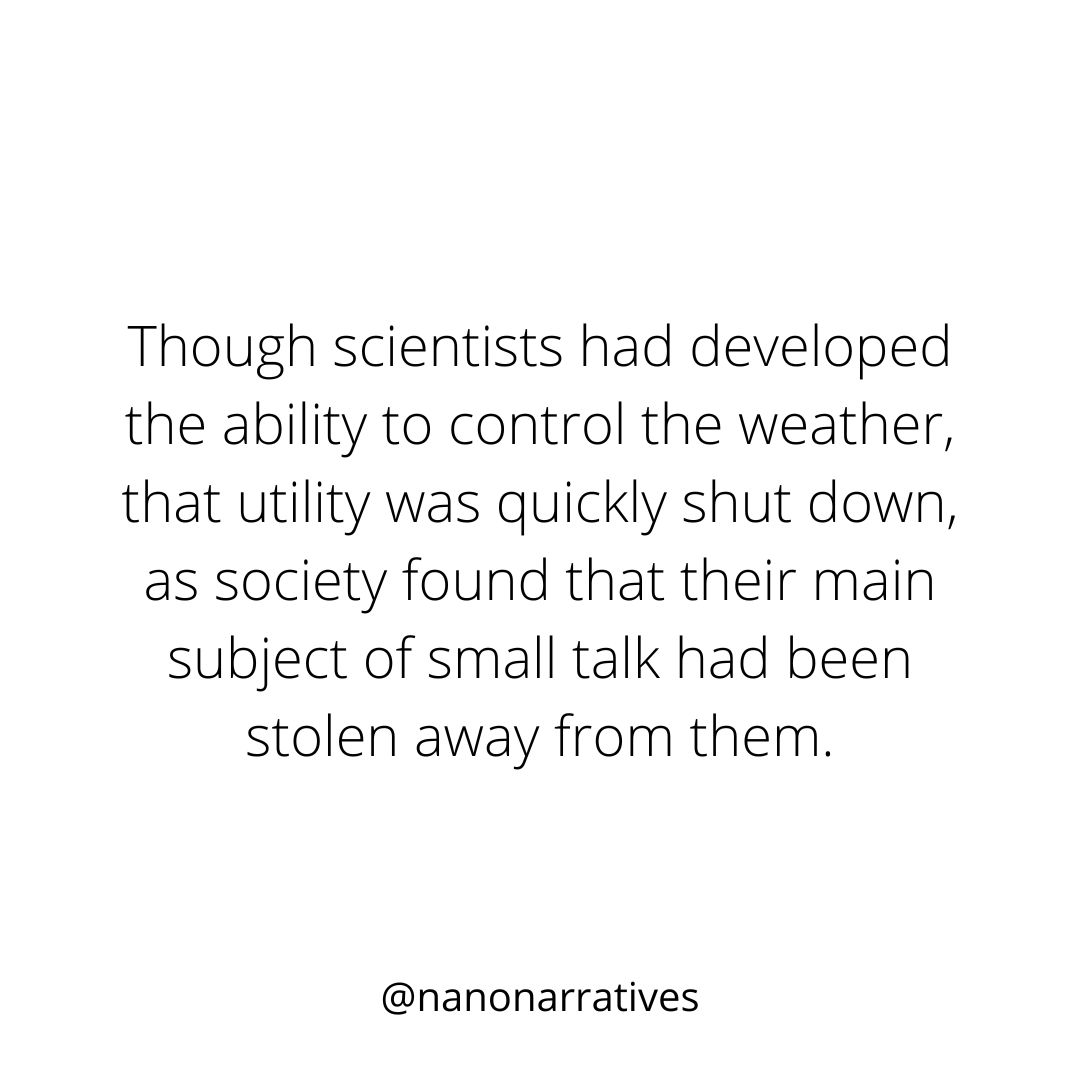 Though scientists had developed
the ability to control the weather,
that utility was quickly shut down,
as society found that their main
subject of small talk had been
stolen away from them.
@nanonarratives